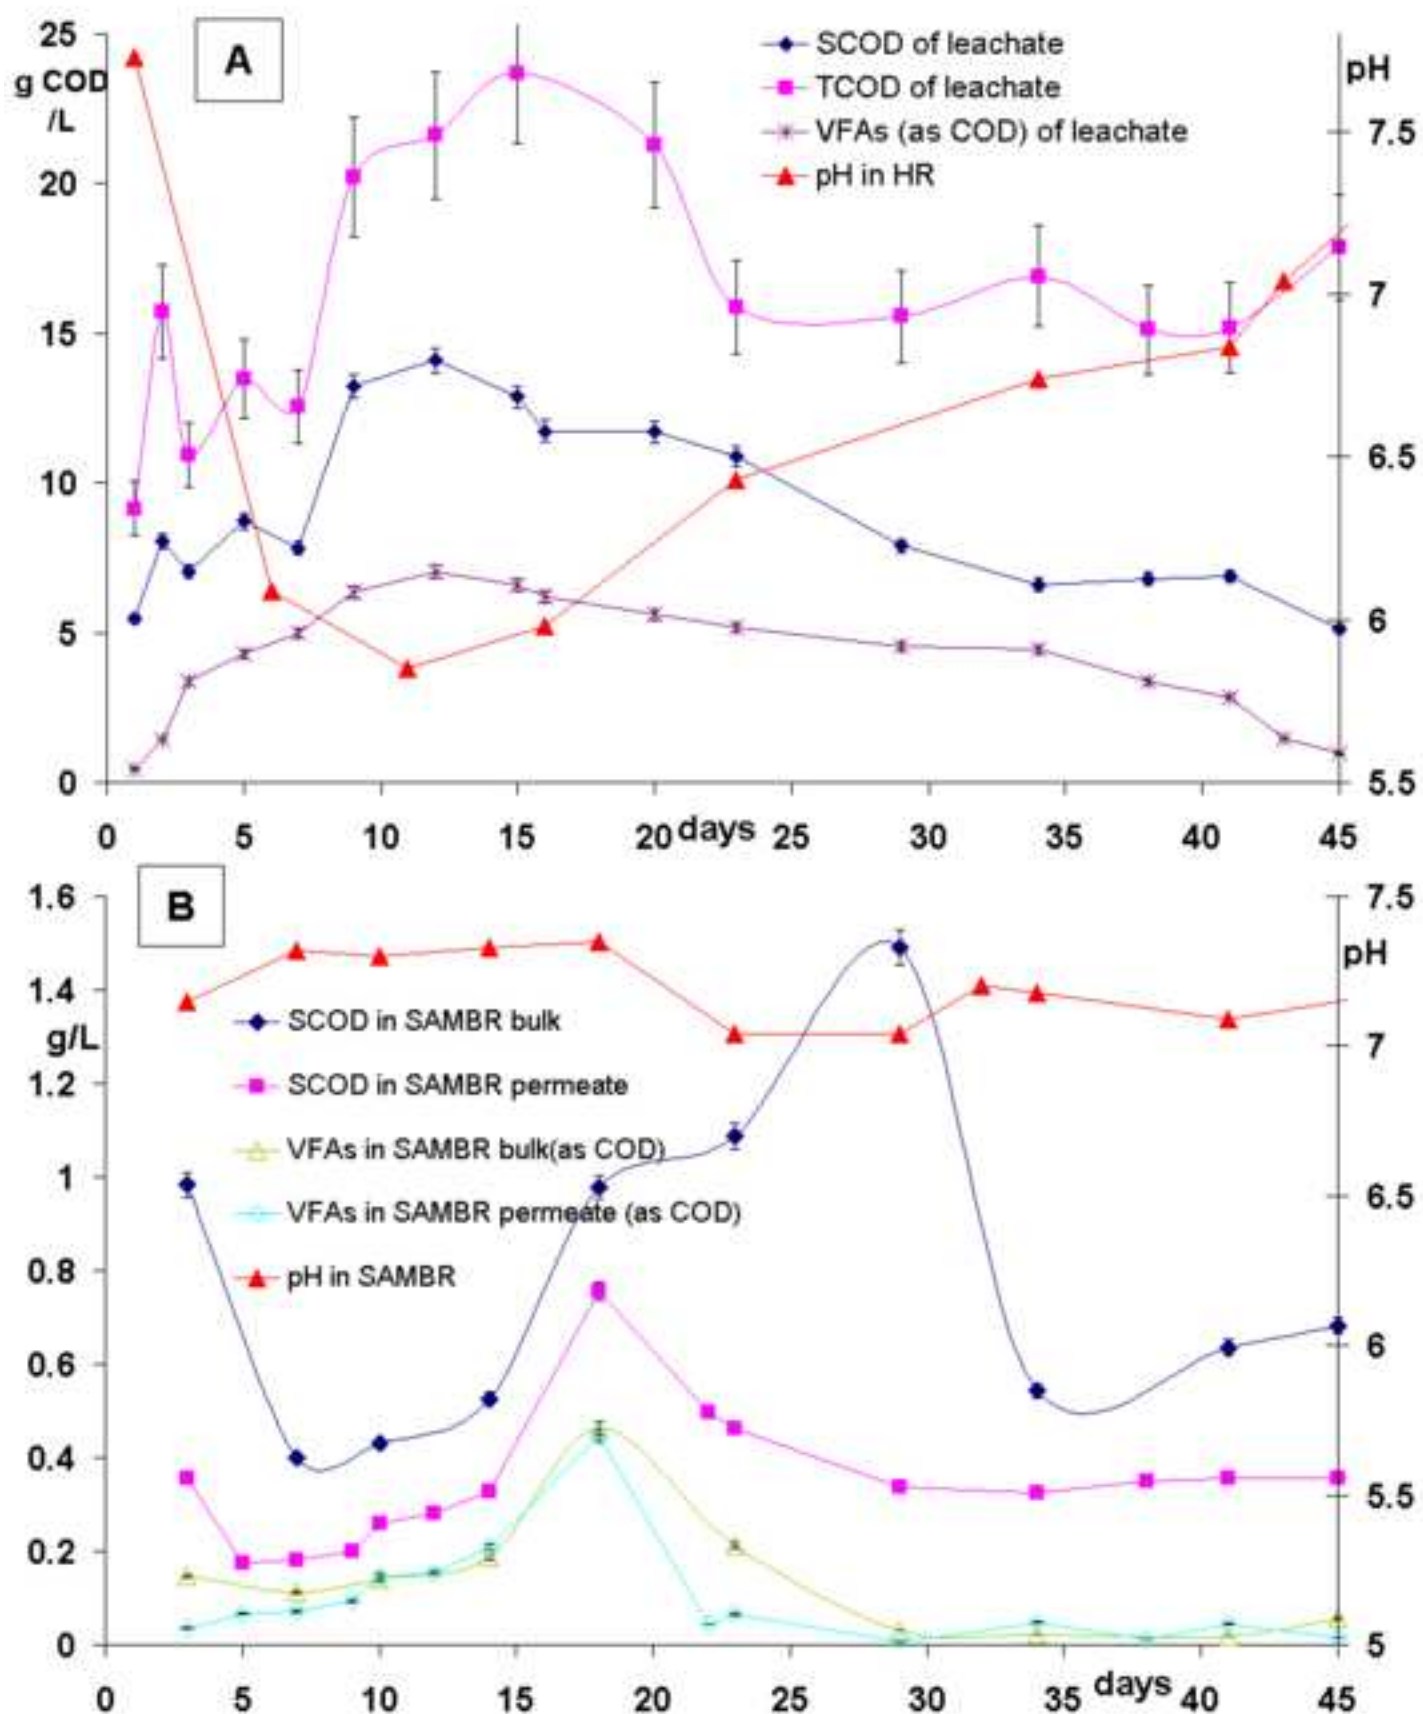 A
25
g COD
/L
20
15
10
5
0
SCOD of leachate
TCOD of leachate
VFAs (as COD) of leachate
pH in HR
pH
7.5
7
6.5
6
5.5
0 5 10 15 20 days 25 30 35 40 45
B
1.6
1.4
g/L
1.2
1
0.8
0.6
0.4
0.2
0
SCOD in SAMBR bulk
SCOD in SAMBR permeate
VFAs in SAMBR bulk(as COD)
VFAs in SAMBR permeate (as COD)
pH in SAMBR
7.5
pH
7
6.5
6
5.5
5
days
0 5 10 15 20 25 30 35 40 45